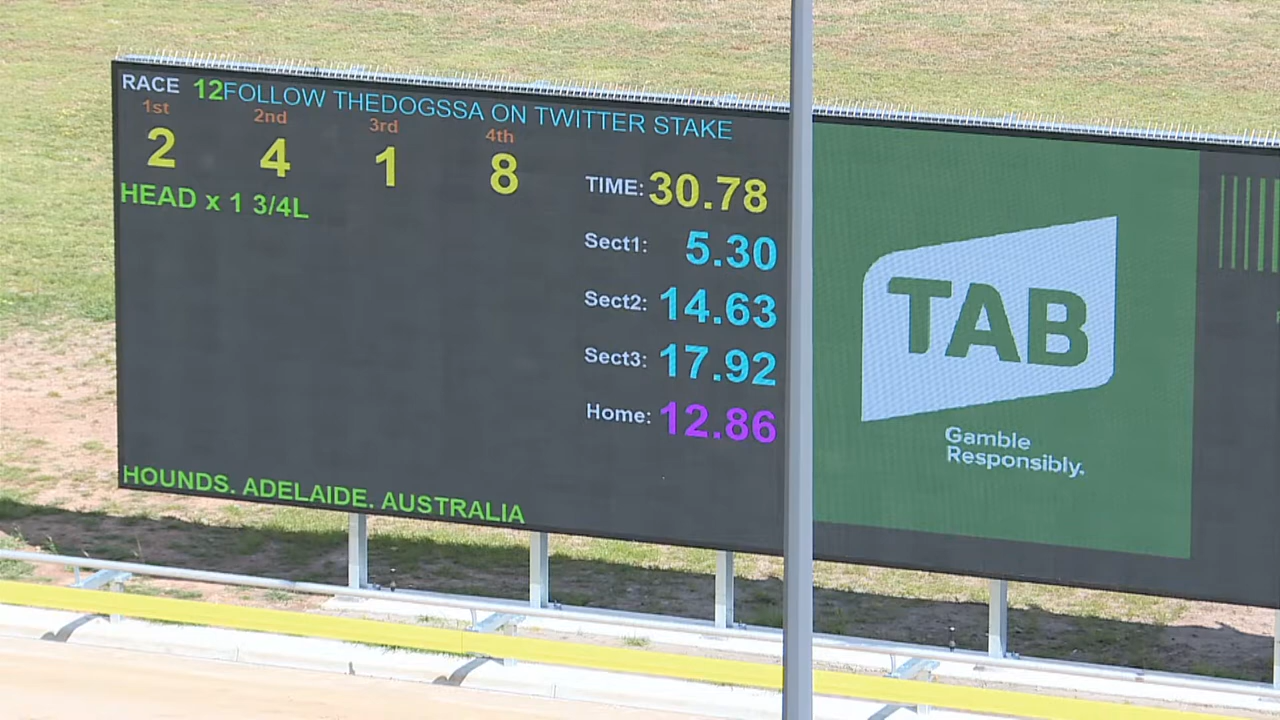 RACE 12FOLLOW THEDOGSSA ON TWITTER STAKE
1st 2nd 3rd 4th
2 4 1 8
HEAD x 1 3/4L
TIME: 30.78
Sect1: 5.30
Sect2: 14.63
Sect3: 17.92
Home: 12.86
HOUNDS. ADELAIDE. AUSTRALIA
TAB
Gamble
Responsibly.